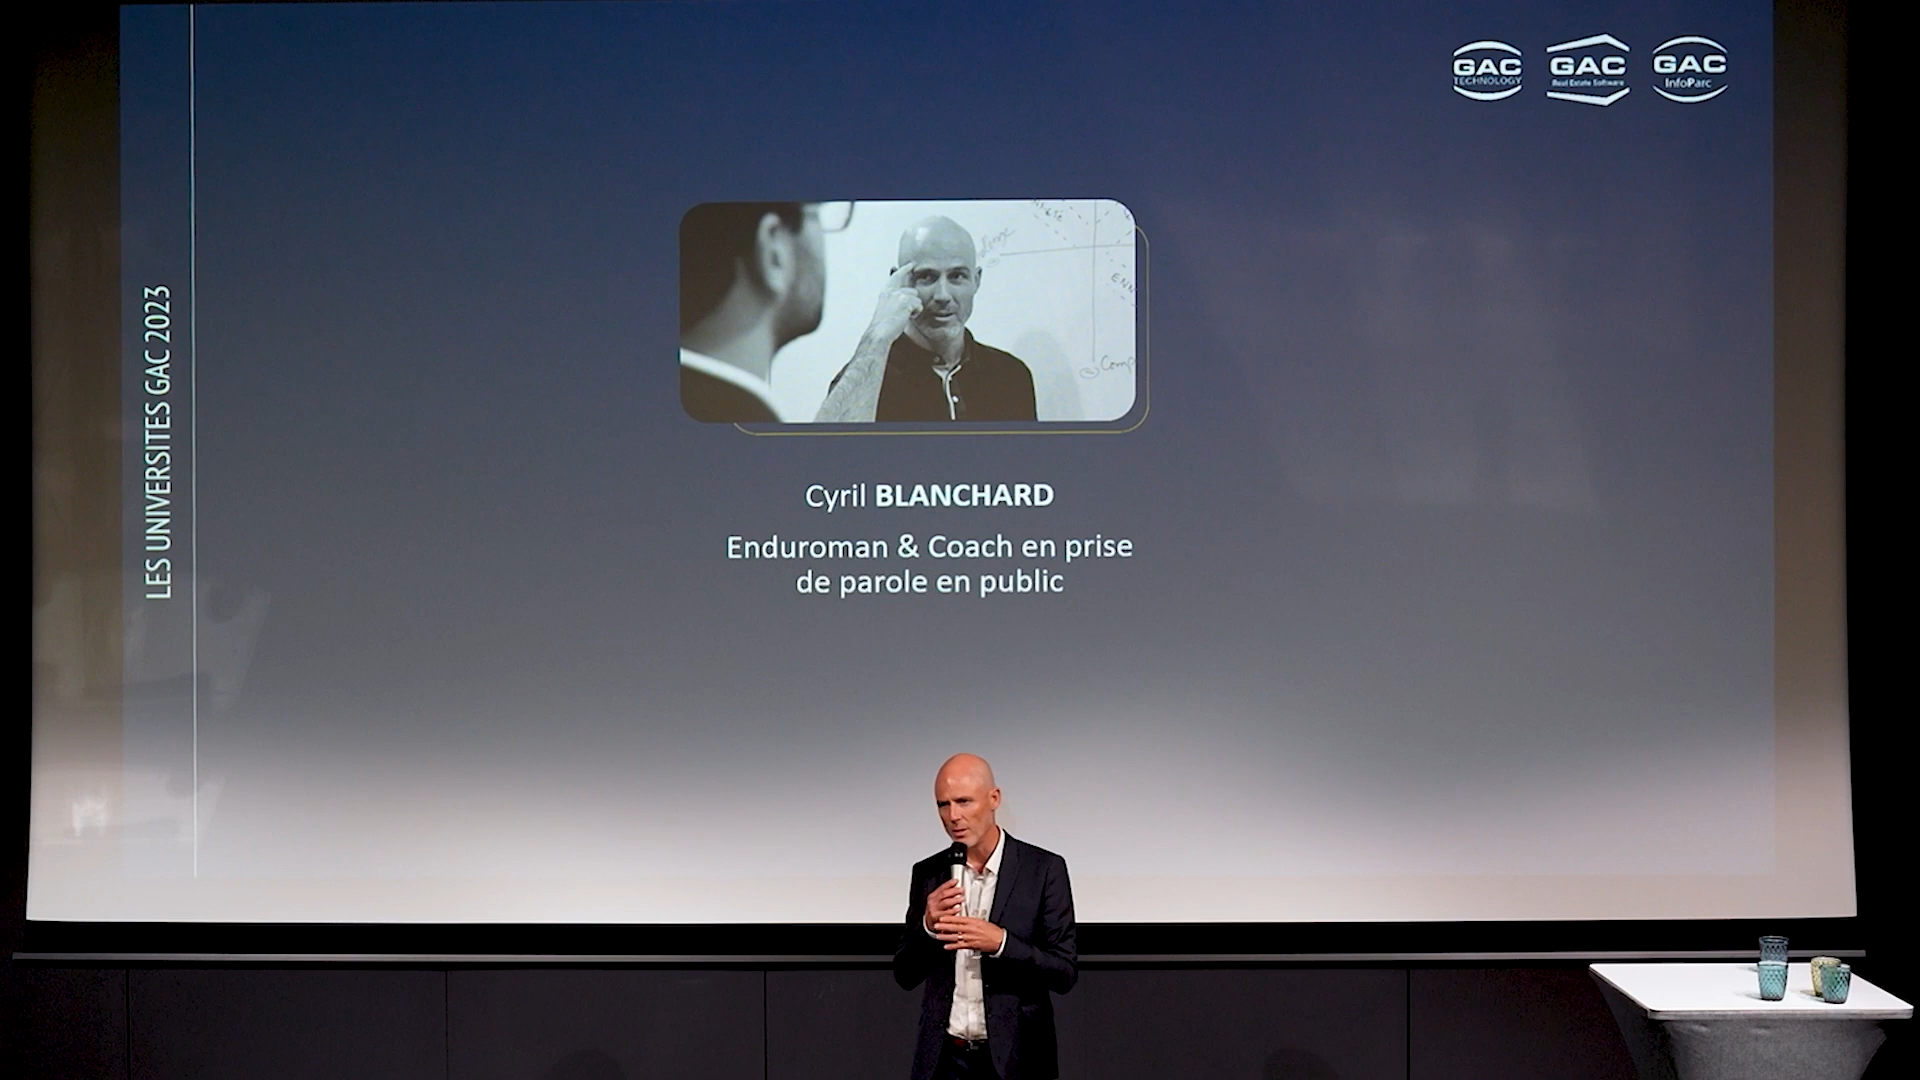 GAC
TECHNOLOGY
GAC
Real Estate Software
GAC
InfoParc
LES UNIVERSITES GAC 2023
Cyril BLANCHARD
Enduroman & Coach en prise
de parole en public